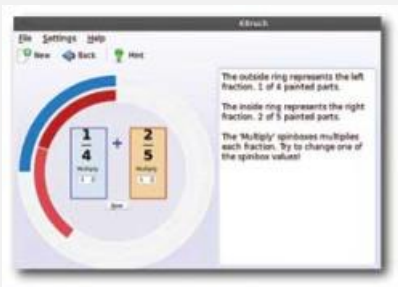 KBruch
File Settings Help
New Back Hint
The outside ring represents the left
fraction. 1 of 4 painted parts.
The inside ring represents the right
fraction. 2 of 5 painted parts.
The 'Multiply' spinboxes multiplies
each fraction. Try to change one of
the spinbox values!
1 + 2
4 5
Multiply Multiply
1 1